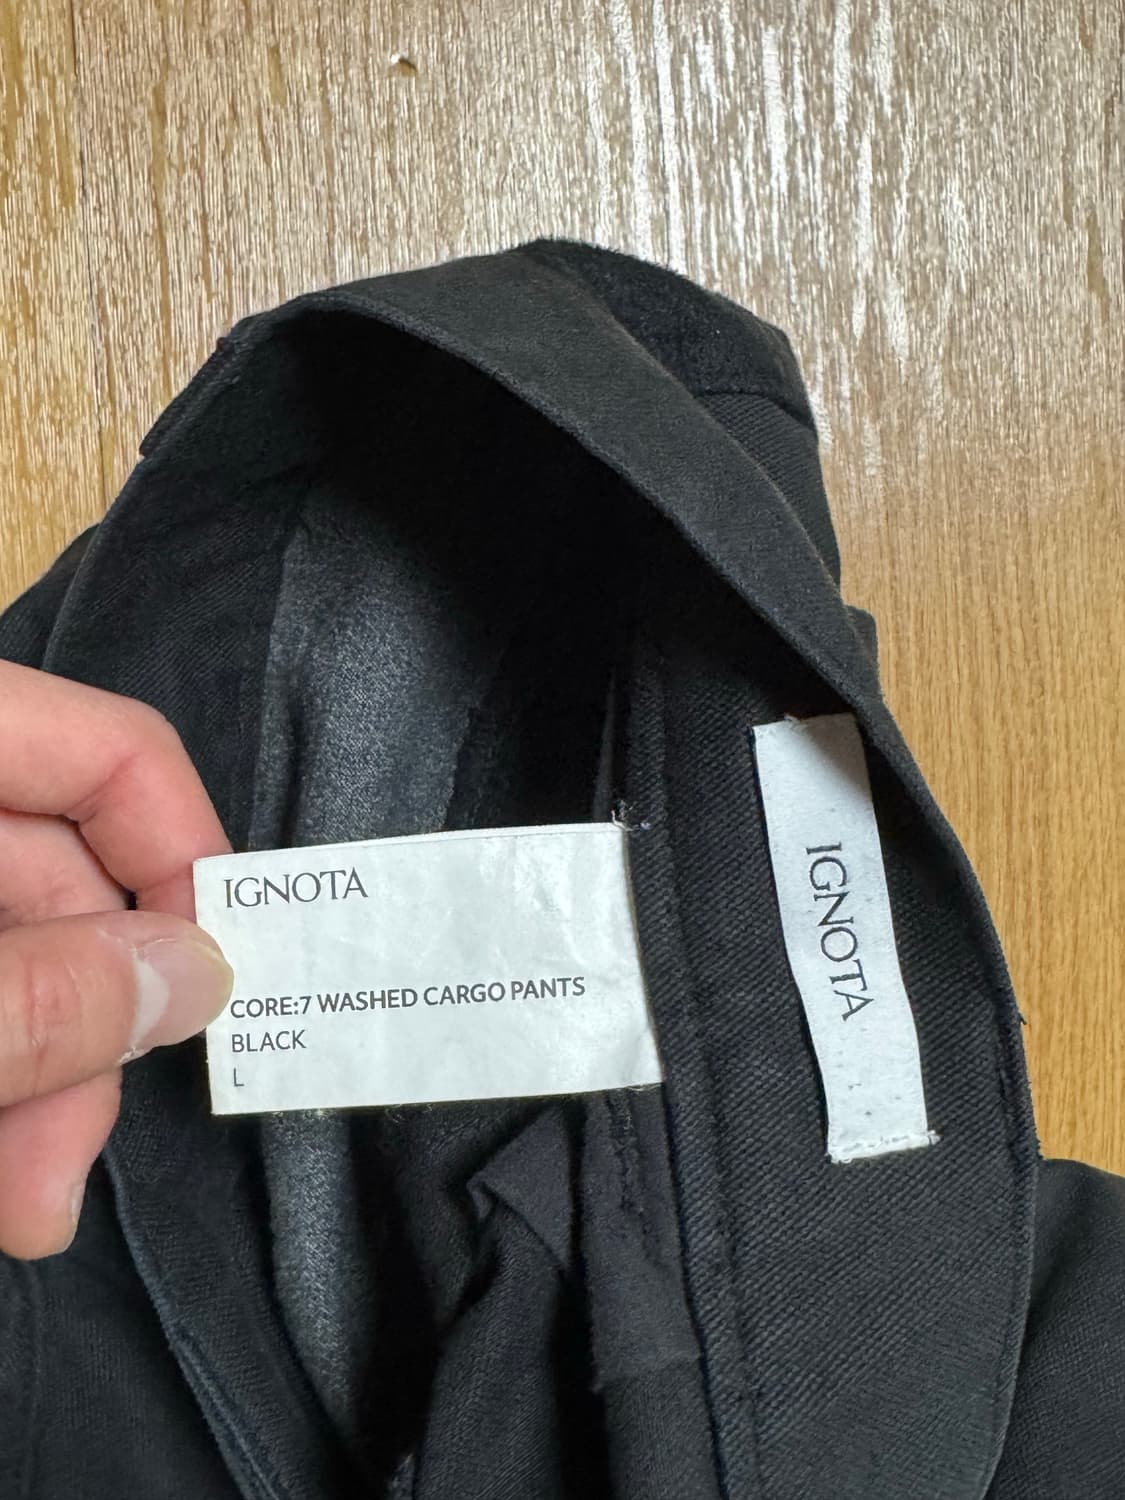 IGNOTA
CORE:7 WASHED CARGO PANTS
BLACK
L
IGNOTA